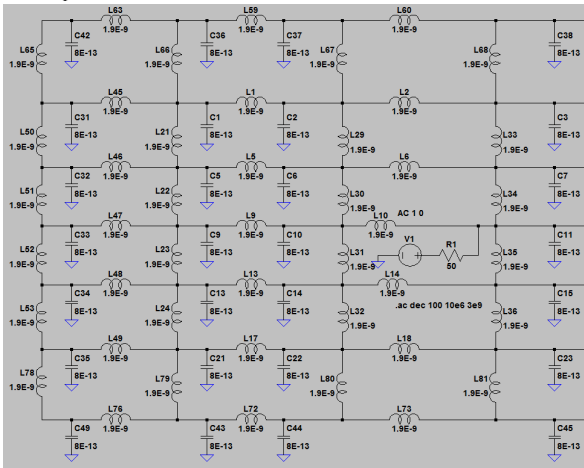 L63 L59 L60
1.9E-9 1.9E-9 1.9E-9
L65 C42 L66 C36 C37 L67 L68 C38
1.9E-9 8E-13 1.9E-9 8E-13 8E-13 1.9E-9 1.9E-9 8E-13
L45 L1 L2
1.9E-9 1.9E-9 1.9E-9
L50 C31 L21 C1 C2 L29 L33 C3
1.9E-9 8E-13 1.9E-9 8E-13 8E-13 1.9E-9 1.9E-9 8E-13
L46 L5 L6
1.9E-9 1.9E-9 1.9E-9
L51 C32 L22 C5 C6 L30 L34 C7
1.9E-9 8E-13 1.9E-9 8E-13 8E-13 1.9E-9 1.9E-9 8E-13
L47 L9 L10 AC 1 0
1.9E-9 1.9E-9 1.9E-9
L52 C33 L23 C9 C10 L31 V1 R1 L35 C11
1.9E-9 8E-13 1.9E-9 8E-13 8E-13 1.9E-9 50 1.9E-9 8E-13
L48 L13 L14
1.9E-9 1.9E-9 1.9E-9
L53 C34 L24 C13 C14 L32 .ac dec 100 10e6 3e9 L36 C15
1.9E-9 8E-13 1.9E-9 8E-13 8E-13 1.9E-9 1.9E-9 8E-13
L49 L17 L18
1.9E-9 1.9E-9 1.9E-9
L78 C35 L79 C21 C22 L80 L81 C23
1.9E-9 8E-13 1.9E-9 8E-13 8E-13 1.9E-9 1.9E-9 8E-13
L76 L72 L73
1.9E-9 1.9E-9 1.9E-9
C49 C43 C44 C45
8E-13 8E-13 8E-13 8E-13